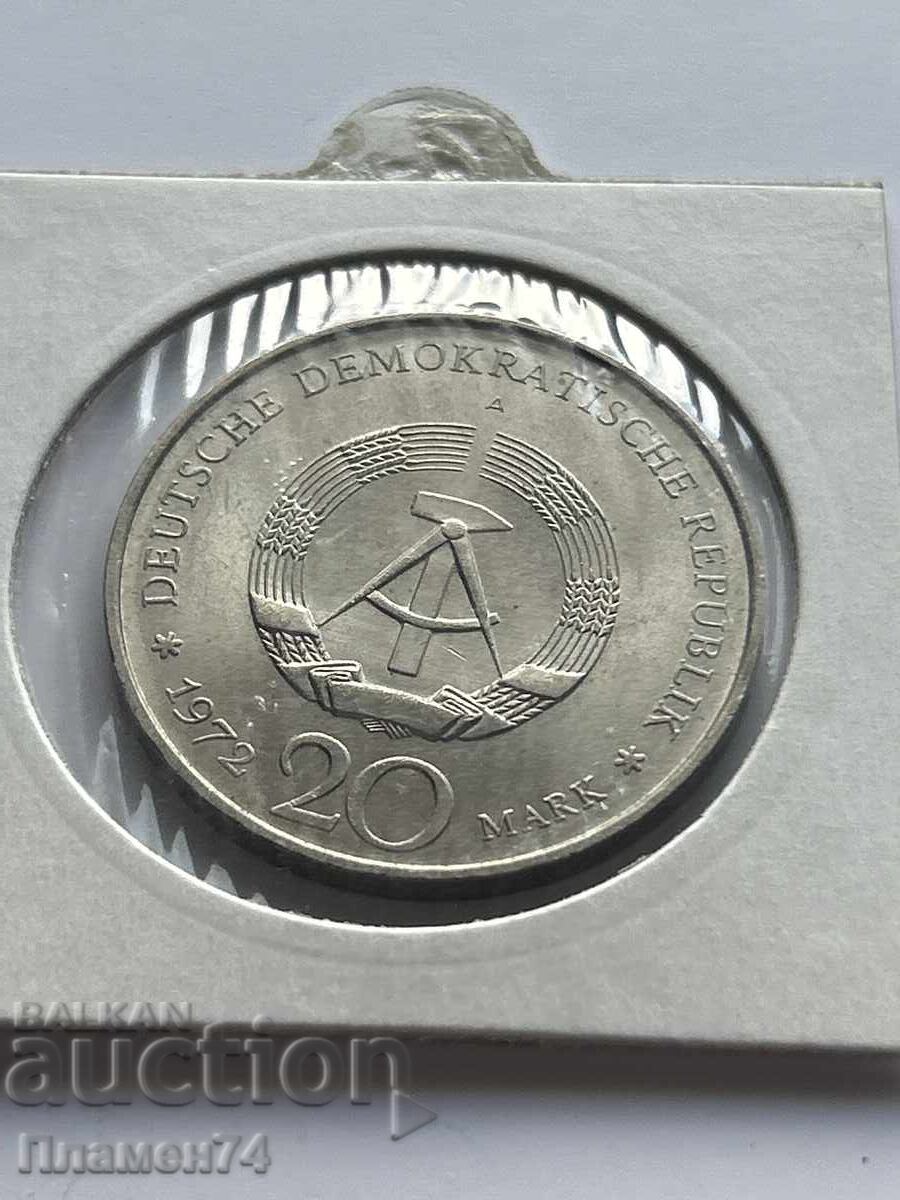 * DEUTSCHE DEMOKRATISCHE REPUBLIK *
A
1972
20 MARK
BALKAN
auction
Пламен74